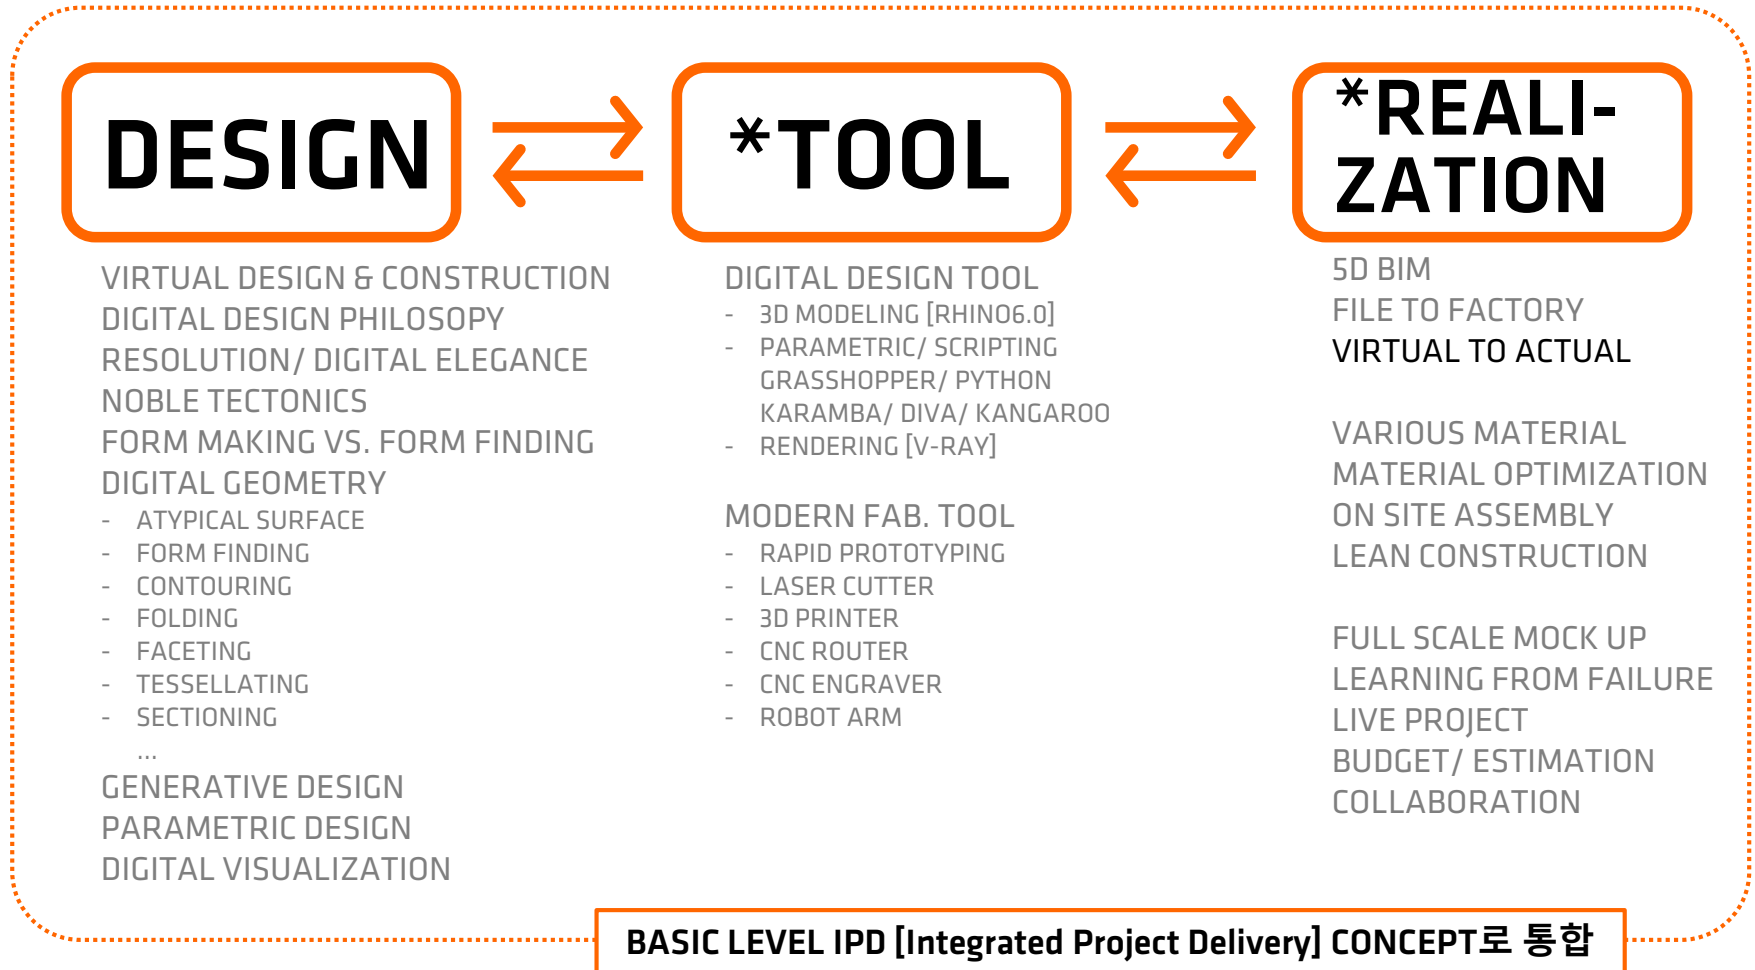 DESIGN
VIRTUAL DESIGN & CONSTRUCTION
DIGITAL DESIGN PHILOSOPY
RESOLUTION/ DIGITAL ELEGANCE
NOBLE TECTONICS
FORM MAKING VS. FORM FINDING
DIGITAL GEOMETRY
- ATYPICAL SURFACE
- FORM FINDING
- CONTOURING
- FOLDING
- FACETING
- TESSELLATING
- SECTIONING
...
GENERATIVE DESIGN
PARAMETRIC DESIGN
DIGITAL VISUALIZATION
*TOOL
DIGITAL DESIGN TOOL
- 3D MODELING [RHINO6.0]
- PARAMETRIC/ SCRIPTING
GRASSHOPPER/ PYTHON
KARAMBA/ DIVA/ KANGAROO
- RENDERING [V-RAY]
MODERN FAB. TOOL
- RAPID PROTOTYPING
- LASER CUTTER
- 3D PRINTER
- CNC ROUTER
- CNC ENGRAVER
- ROBOT ARM
*REALI-
ZATION
5D BIM
FILE TO FACTORY
VIRTUAL TO ACTUAL
VARIOUS MATERIAL
MATERIAL OPTIMIZATION
ON SITE ASSEMBLY
LEAN CONSTRUCTION
FULL SCALE MOCK UP
LEARNING FROM FAILURE
LIVE PROJECT
BUDGET/ ESTIMATION
COLLABORATION
BASIC LEVEL IPD [Integrated Project Delivery] CONCEPT로 통합